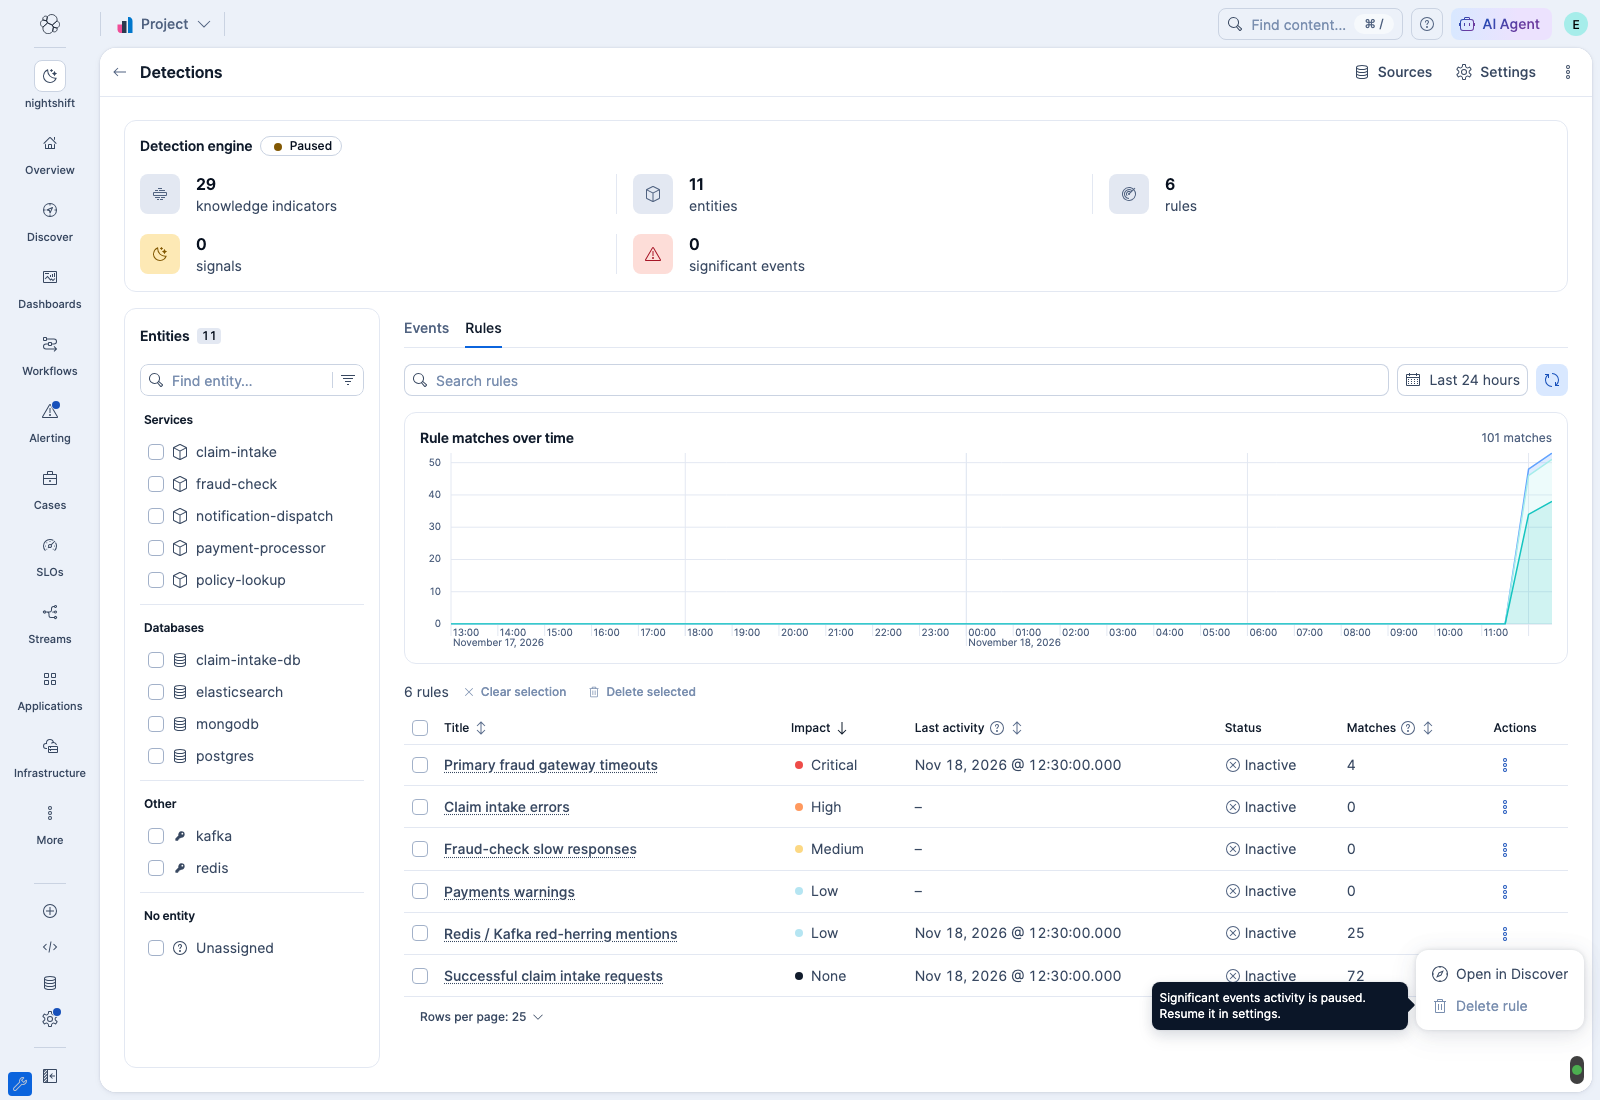 Project
Find content...
⌘ /
AI Agent
E
nightshift
Overview
Discover
Dashboards
Workflows
Alerting
Cases
SLOs
Streams
Applications
Infrastructure
More
Detections
Sources
Settings
Detection engine
Paused
29
knowledge indicators
11
entities
6
rules
0
signals
0
significant events
Entities 11
Find entity...
Services
claim-intake
fraud-check
notification-dispatch
payment-processor
policy-lookup
Databases
claim-intake-db
elasticsearch
mongodb
postgres
Other
kafka
redis
No entity
Unassigned
Events
Rules
Search rules
Last 24 hours
Rule matches over time
101 matches
50
40
30
20
10
0
13:00 14:00 15:00 16:00 17:00 18:00 19:00 20:00 21:00 22:00 23:00 00:00 01:00 02:00 03:00 04:00 05:00 06:00 07:00 08:00 09:00 10:00 11:00
November 17, 2026 November 18, 2026
6 rules Clear selection Delete selected
Title Impact Last activity Status Matches Actions
Primary fraud gateway timeouts Critical Nov 18, 2026 @ 12:30:00.000 Inactive 4
Claim intake errors High – Inactive 0
Fraud-check slow responses Medium – Inactive 0
Payments warnings Low – Inactive 0
Redis / Kafka red-herring mentions Low Nov 18, 2026 @ 12:30:00.000 Inactive 25
Successful claim intake requests None Nov 18, 2026 @ 12:30:00.000 Inactive 72
Open in Discover
Delete rule
Significant events activity is paused.
Resume it in settings.
Rows per page: 25